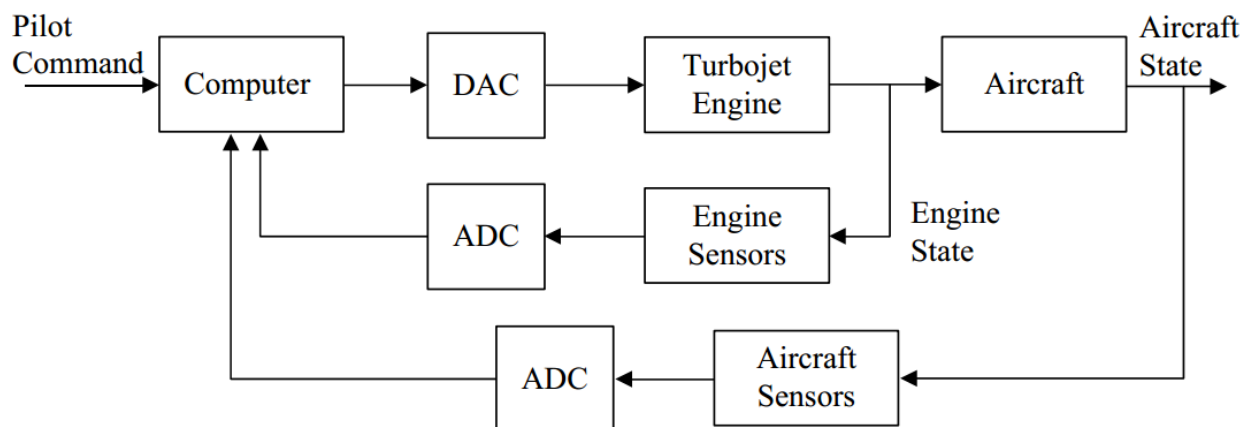 Pilot
Command
Computer
DAC
Turbojet
Engine
Aircraft
Aircraft
State
ADC
Engine
Sensors
Engine
State
ADC
Aircraft
Sensors